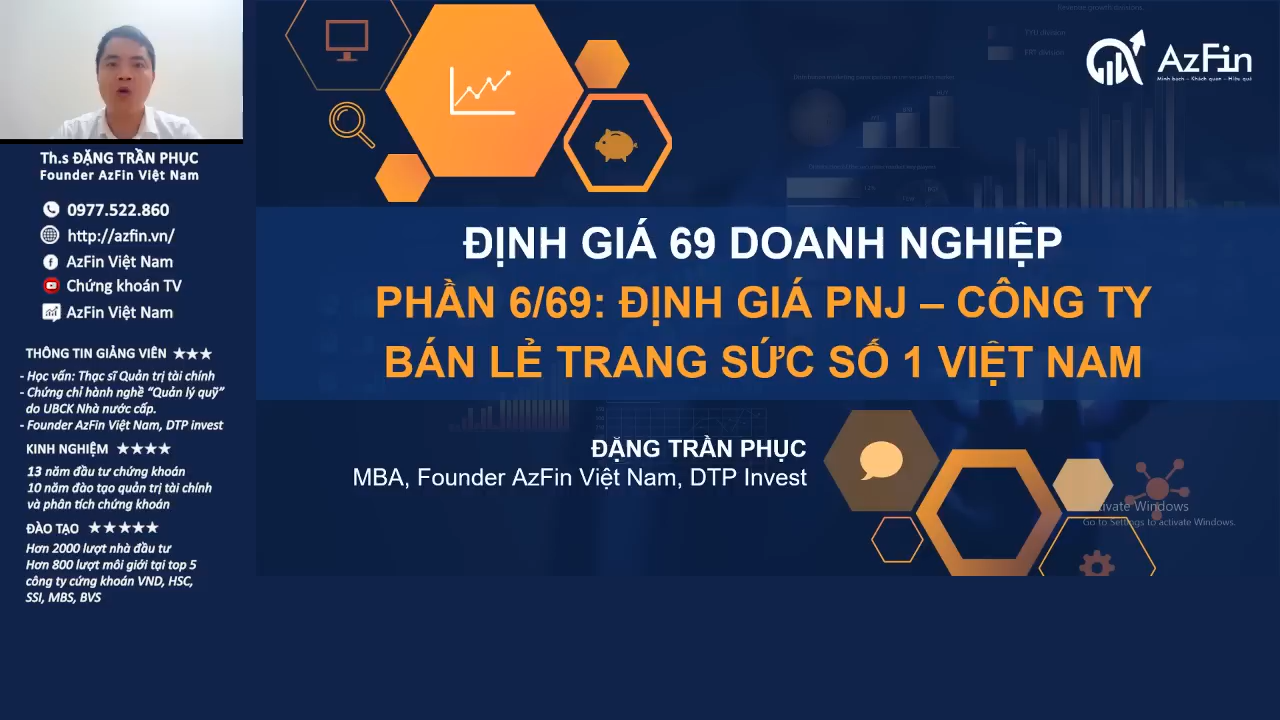 Th.s ĐẶNG TRẦN PHỤC
Founder AzFin Việt Nam
0977.522.860
http://azfin.vn/
AzFin Việt Nam
Chứng khoán TV
AzFin Việt Nam
THÔNG TIN GIẢNG VIÊN ★★★
- Học vấn: Thạc sĩ Quản trị tài chính
- Chứng chỉ hành nghề “Quản lý quỹ”
do UBCK Nhà nước cấp.
- Founder AzFin Việt Nam, DTP invest
KINH NGHIỆM ★★★★
13 năm đầu tư chứng khoán
10 năm đào tạo quản trị tài chính
và phân tích chứng khoán
ĐÀO TẠO ★★★★★
Hơn 2000 lượt nhà đầu tư
Hơn 800 lượt môi giới tại top 5
công ty cứng khoán VND, HSC,
SSI, MBS, BVS
AzFin
Minh bạch – Khách quan – Hiệu quả
ĐỊNH GIÁ 69 DOANH NGHIỆP
PHẦN 6/69: ĐỊNH GIÁ PNJ – CÔNG TY
BÁN LẺ TRANG SỨC SỐ 1 VIỆT NAM
ĐẶNG TRẦN PHỤC
MBA, Founder AzFin Việt Nam, DTP Invest
Windows
Go to Settings to activate Windows.